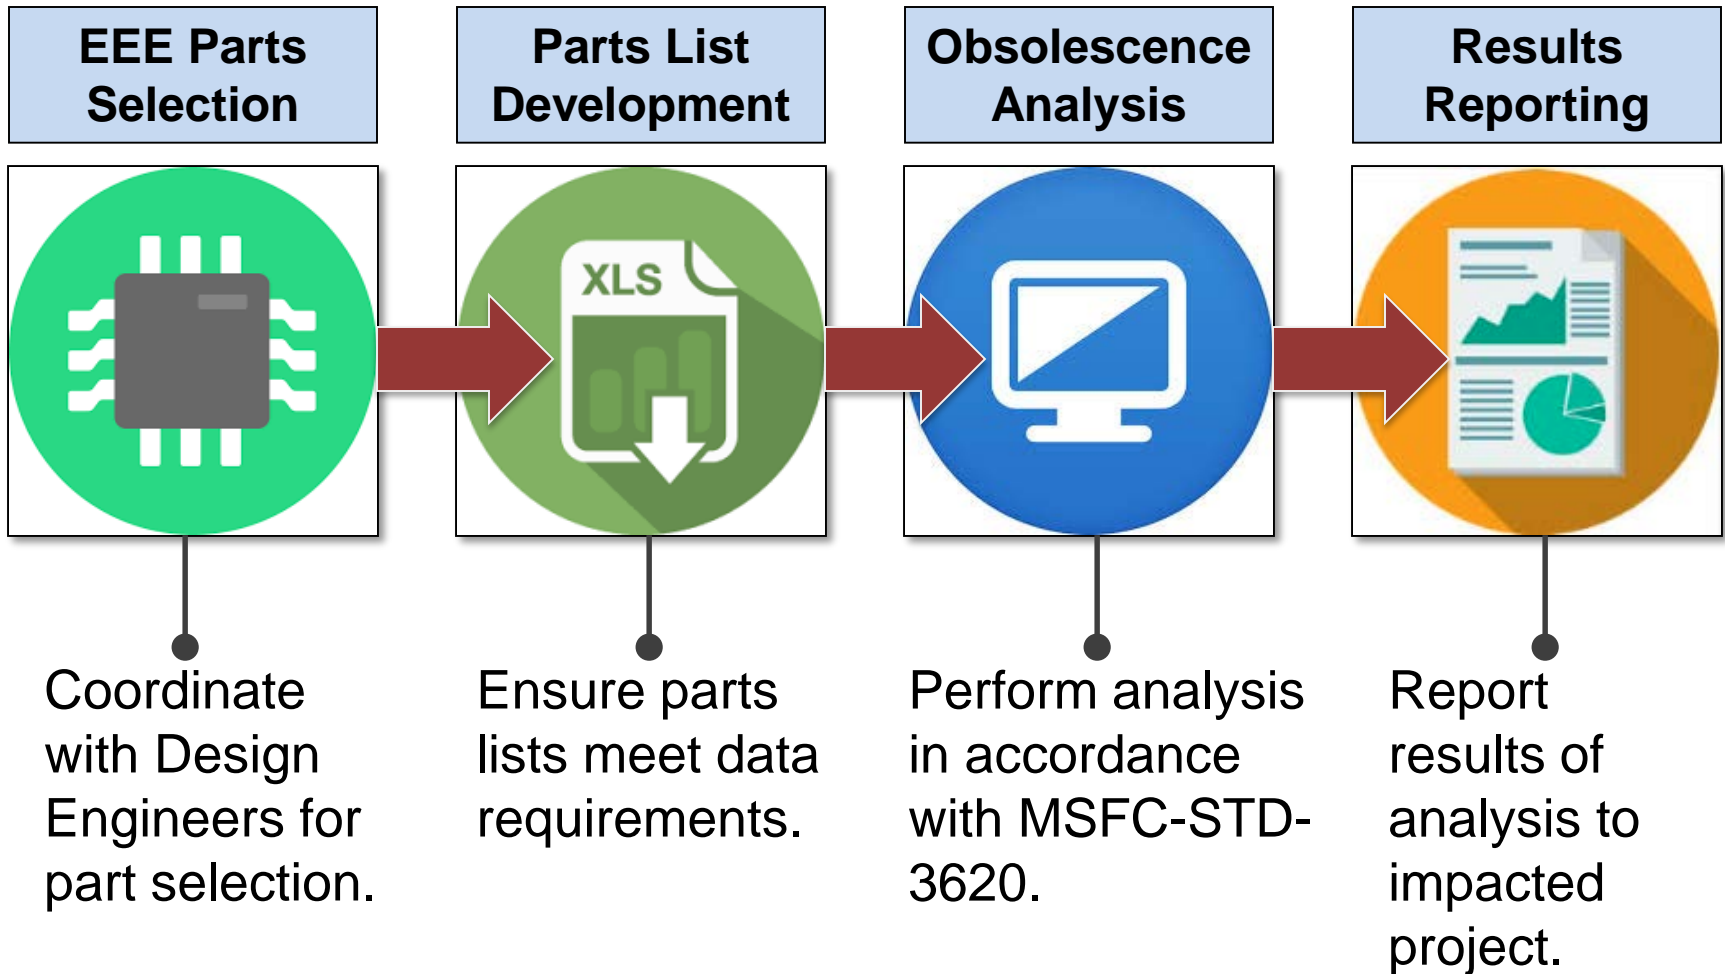 EEE Parts
Selection
Parts List
Development
Obsolescence
Analysis
Results
Reporting
XLS
Coordinate
with Design
Engineers for
part selection.
Ensure parts
lists meet data
requirements.
Perform analysis
in accordance
with MSFC-STD-
3620.
Report
results of
analysis to
impacted
project.